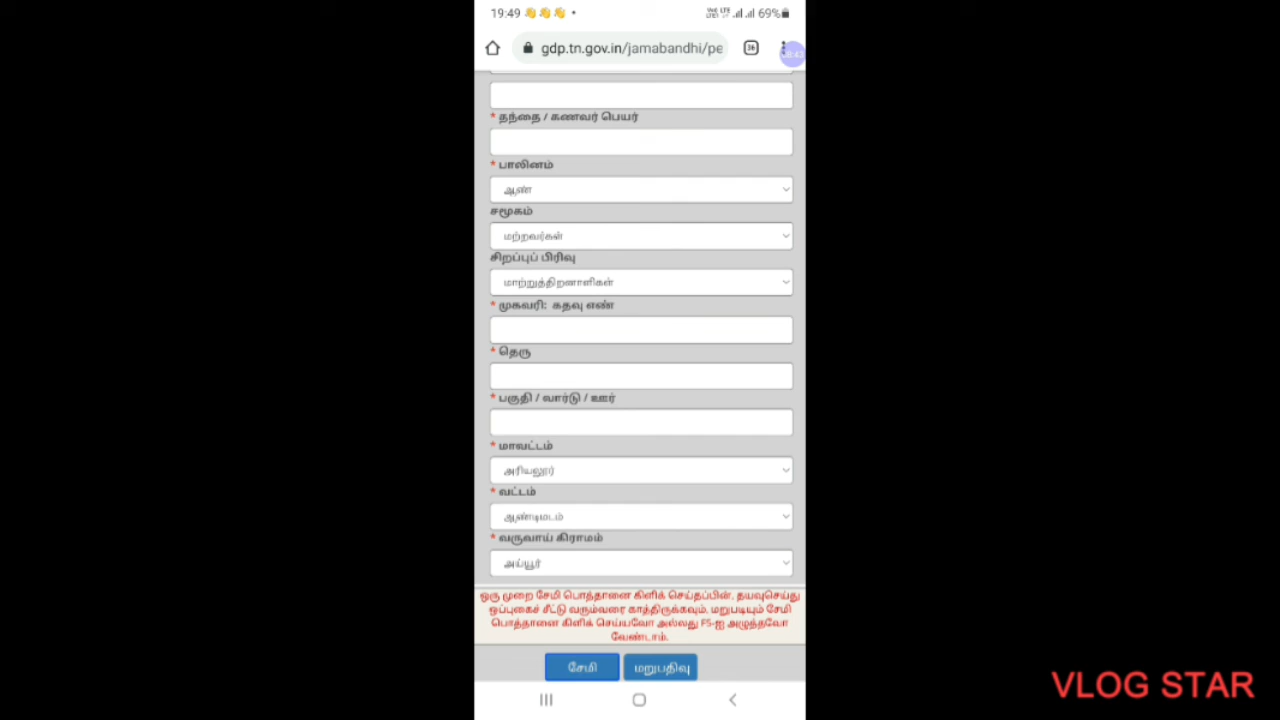 19:49 👋👋👋 •
69%
gdp.tn.gov.in/jamabandhi/pe
36
* தந்தை / கணவர் பெயர்
* பாலினம்
ஆண்
சமூகம்
மற்றவர்கள்
சிறப்புப் பிரிவு
மாற்றுத்திறனாளிகள்
* முகவரி: கதவு எண்
* தெரு
* பகுதி / வார்டு / ஊர்
* மாவட்டம்
அரியலூர்
* வட்டம்
ஆண்டிமடம்
* வருவாய் கிராமம்
அய்யூர்
ஒரு முறை சேமி பொத்தானை கிளிக் செய்தப்பின், தயவுசெய்து
ஒப்புகைச் சீட்டு வரும்வரை காத்திருக்கவும். மறுபடியும் சேமி
பொத்தானை கிளிக் செய்யவோ அல்லது F5-ஐ அழுத்தவோ
வேண்டாம்.
சேமி மறுபதிவு
VLOG STAR